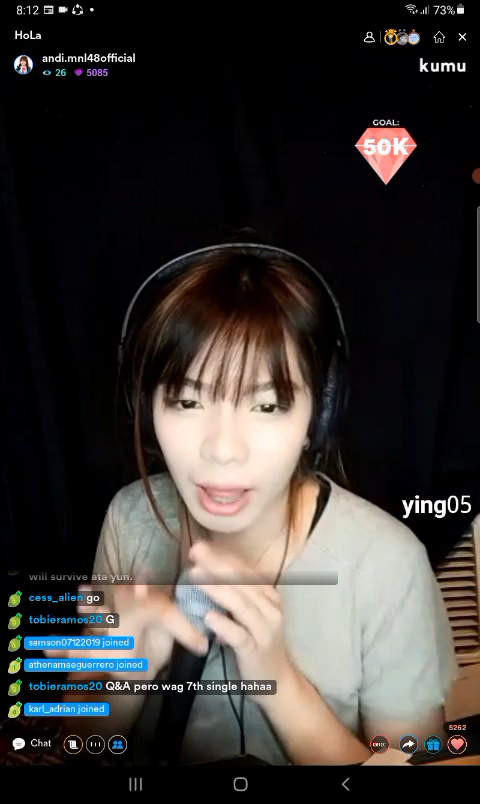 8:12
73%
HoLa
andi.mnl48official
26 5085
kumu
GOAL:
50K
ying05
will survive ata yun.
cess_alien go
tobieramos20 G
samson07122019 joined
athenamaeguerrero joined
tobieramos20 Q&A pero wag 7th single hahaa
karl_adrian joined
5262
Chat